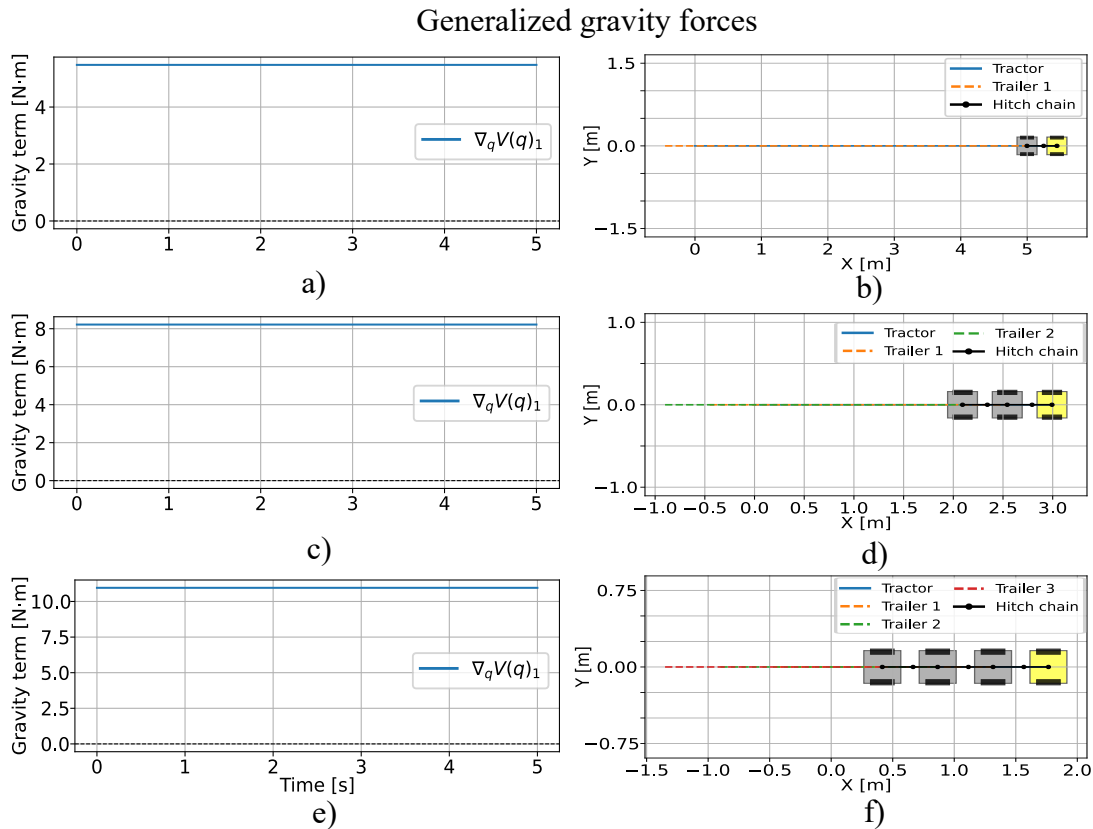 Generalized gravity forces
Gravity term [N·m]
4
2
0
∇qV(q)1
0 1 2 3 4 5
a)
Y [m]
1.5
0.0
−1.5
Tractor
Trailer 1
Hitch chain
0 1 2 3 4 5
X [m]
b)
Gravity term [N·m]
8
6
4
2
0
∇qV(q)1
0 1 2 3 4 5
c)
Y [m]
1.0
0.0
−1.0
Tractor Trailer 2
Trailer 1 Hitch chain
−1.0 −0.5 0.0 0.5 1.0 1.5 2.0 2.5 3.0
X [m]
d)
Gravity term [N·m]
10.0
7.5
5.0
2.5
0.0
∇qV(q)1
0 1 2 3 4 5
Time [s]
e)
Y [m]
0.75
0.00
−0.75
Tractor Trailer 3
Trailer 1 Hitch chain
Trailer 2
−1.5 −1.0 −0.5 0.0 0.5 1.0 1.5 2.0
X [m]
f)